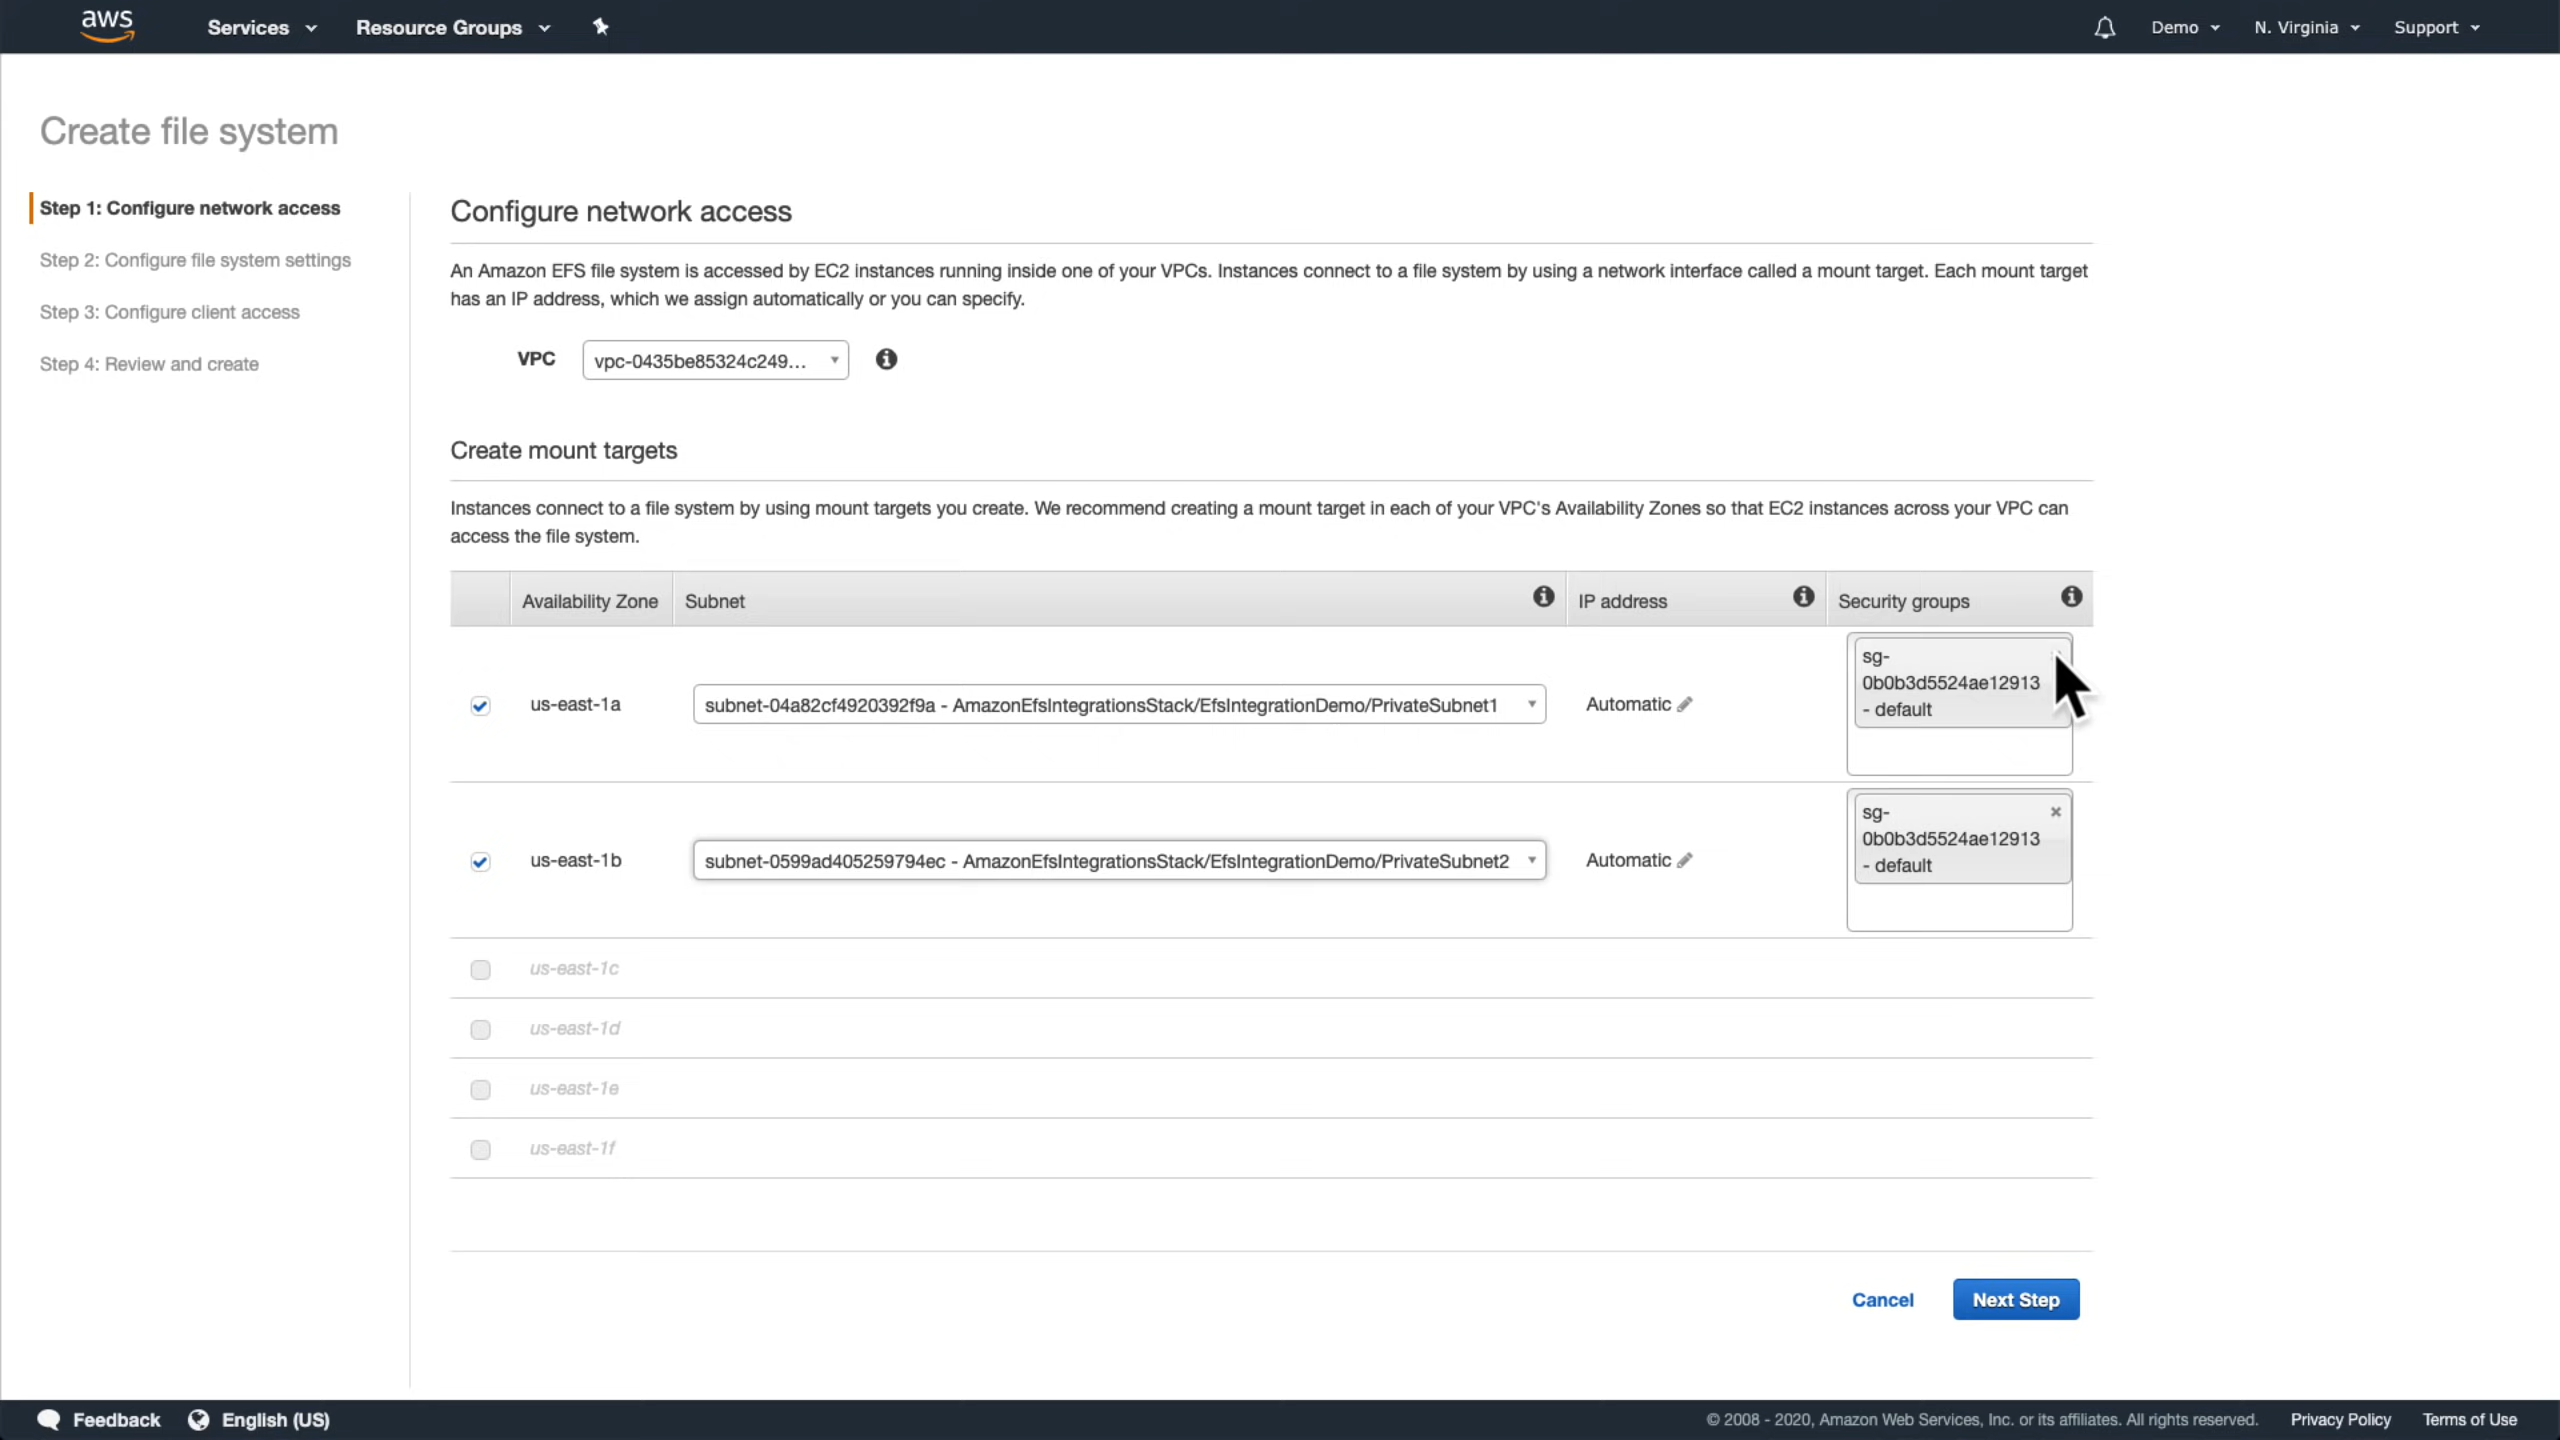 aws
Services
Resource Groups
Demo
N. Virginia
Support
Create file system
Step 1: Configure network access
Step 2: Configure file system settings
Step 3: Configure client access
Step 4: Review and create
Configure network access
An Amazon EFS file system is accessed by EC2 instances running inside one of your VPCs. Instances connect to a file system by using a network interface called a mount target. Each mount target
has an IP address, which we assign automatically or you can specify.
VPC
vpc-0435be85324c249...
Create mount targets
Instances connect to a file system by using mount targets you create. We recommend creating a mount target in each of your VPC's Availability Zones so that EC2 instances across your VPC can
access the file system.
Availability Zone
Subnet
IP address
Security groups
us-east-1a
subnet-04a82cf4920392f9a - AmazonEfsIntegrationsStack/EfsIntegrationDemo/PrivateSubnet1
Automatic
sg-
0b0b3d5524ae12913
- default
us-east-1b
subnet-0599ad405259794ec - AmazonEfsIntegrationsStack/EfsIntegrationDemo/PrivateSubnet2
Automatic
sg-
0b0b3d5524ae12913
- default
us-east-1c
us-east-1d
us-east-1e
us-east-1f
Cancel
Next Step
Feedback
English (US)
© 2008 - 2020, Amazon Web Services, Inc. or its affiliates. All rights reserved.
Privacy Policy
Terms of Use